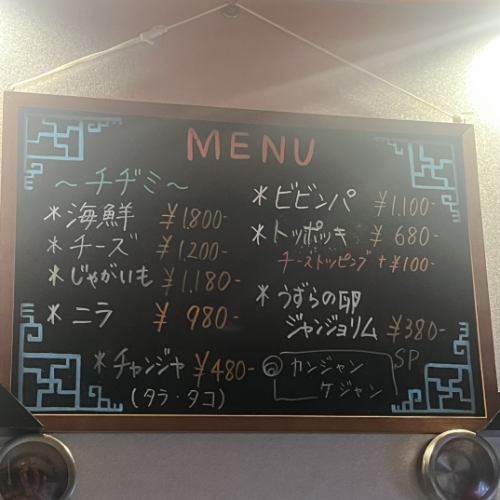 MENU
～チヂミ～
＊海鮮 ¥1.800-
＊チーズ ¥1.200-
＊じゃがいも ¥1.180-
＊ニラ ¥980-
＊チャンジャ ¥480-
(タラ・タコ)
＊ビビンパ ¥1.100-
＊トッポッキ ¥680-
チーズトッピング +¥100-
＊うずらの卵
ジャンジョリム ¥380-
カンジャン
ケジャン
SP